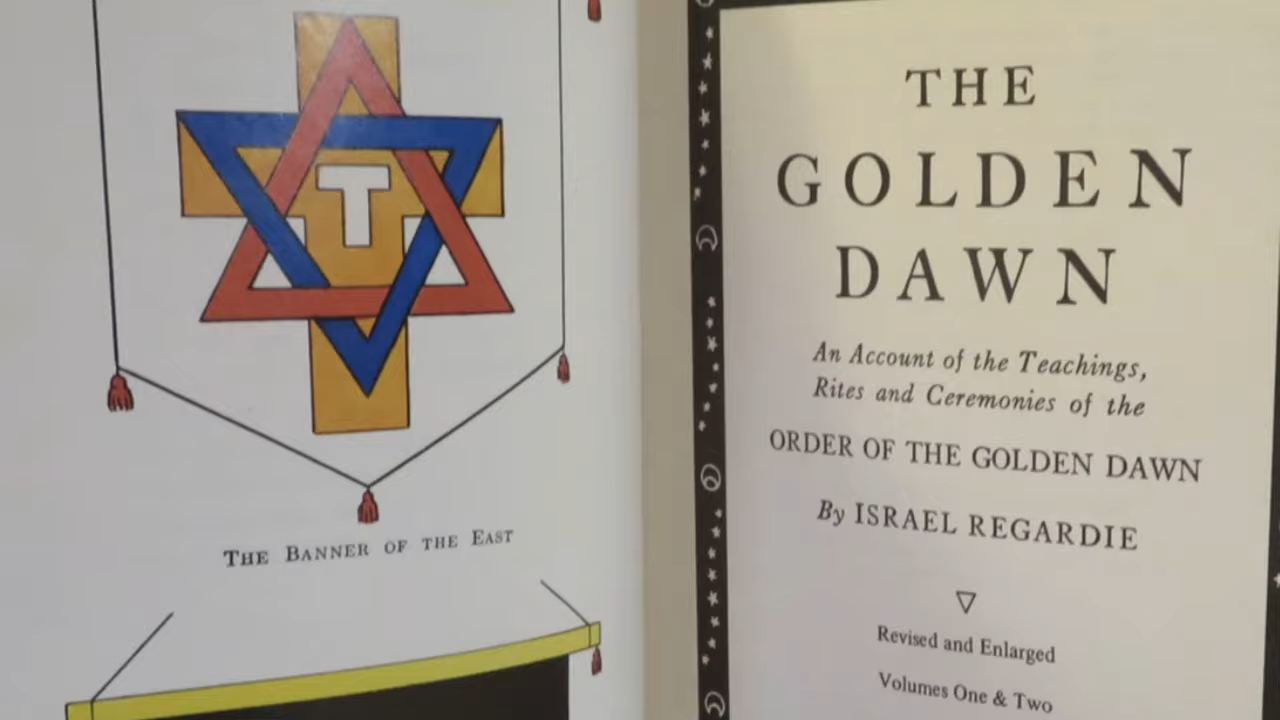 T
THE BANNER OF THE EAST
THE
GOLDEN
DAWN
An Account of the Teachings,
Rites and Ceremonies of the
ORDER OF THE GOLDEN DAWN
By ISRAEL REGARDIE
Revised and Enlarged
Volumes One & Two